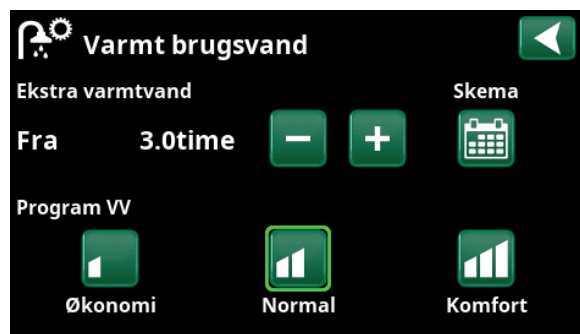 Varmt brugsvand
Ekstra varmtvand Skema
Fra 3.0time
Program VV
Økonomi Normal Komfort